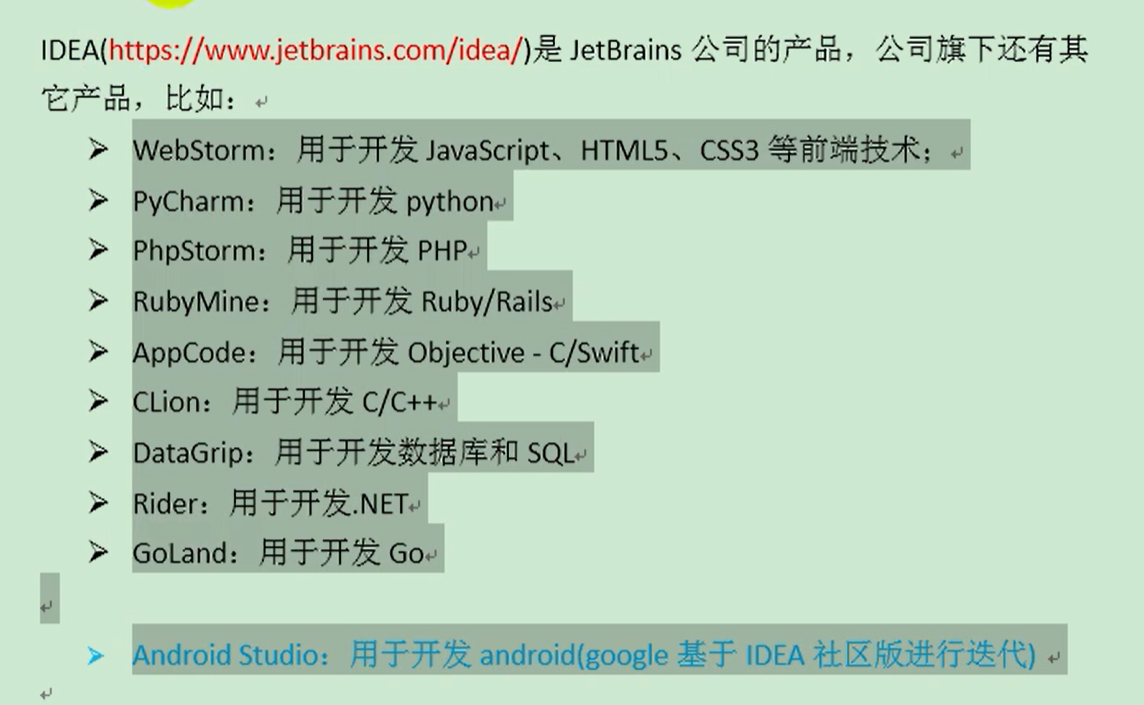 IDEA(https://www.jetbrains.com/idea/)是 JetBrains 公司的产品，公司旗下还有其
它产品，比如：
WebStorm：用于开发 JavaScript、HTML5、CSS3 等前端技术；
PyCharm：用于开发 python
PhpStorm：用于开发 PHP
RubyMine：用于开发 Ruby/Rails
AppCode：用于开发 Objective - C/Swift
CLion：用于开发 C/C++
DataGrip：用于开发数据库和 SQL
Rider：用于开发.NET
GoLand：用于开发 Go
Android Studio：用于开发 android(google 基于 IDEA 社区版进行迭代)